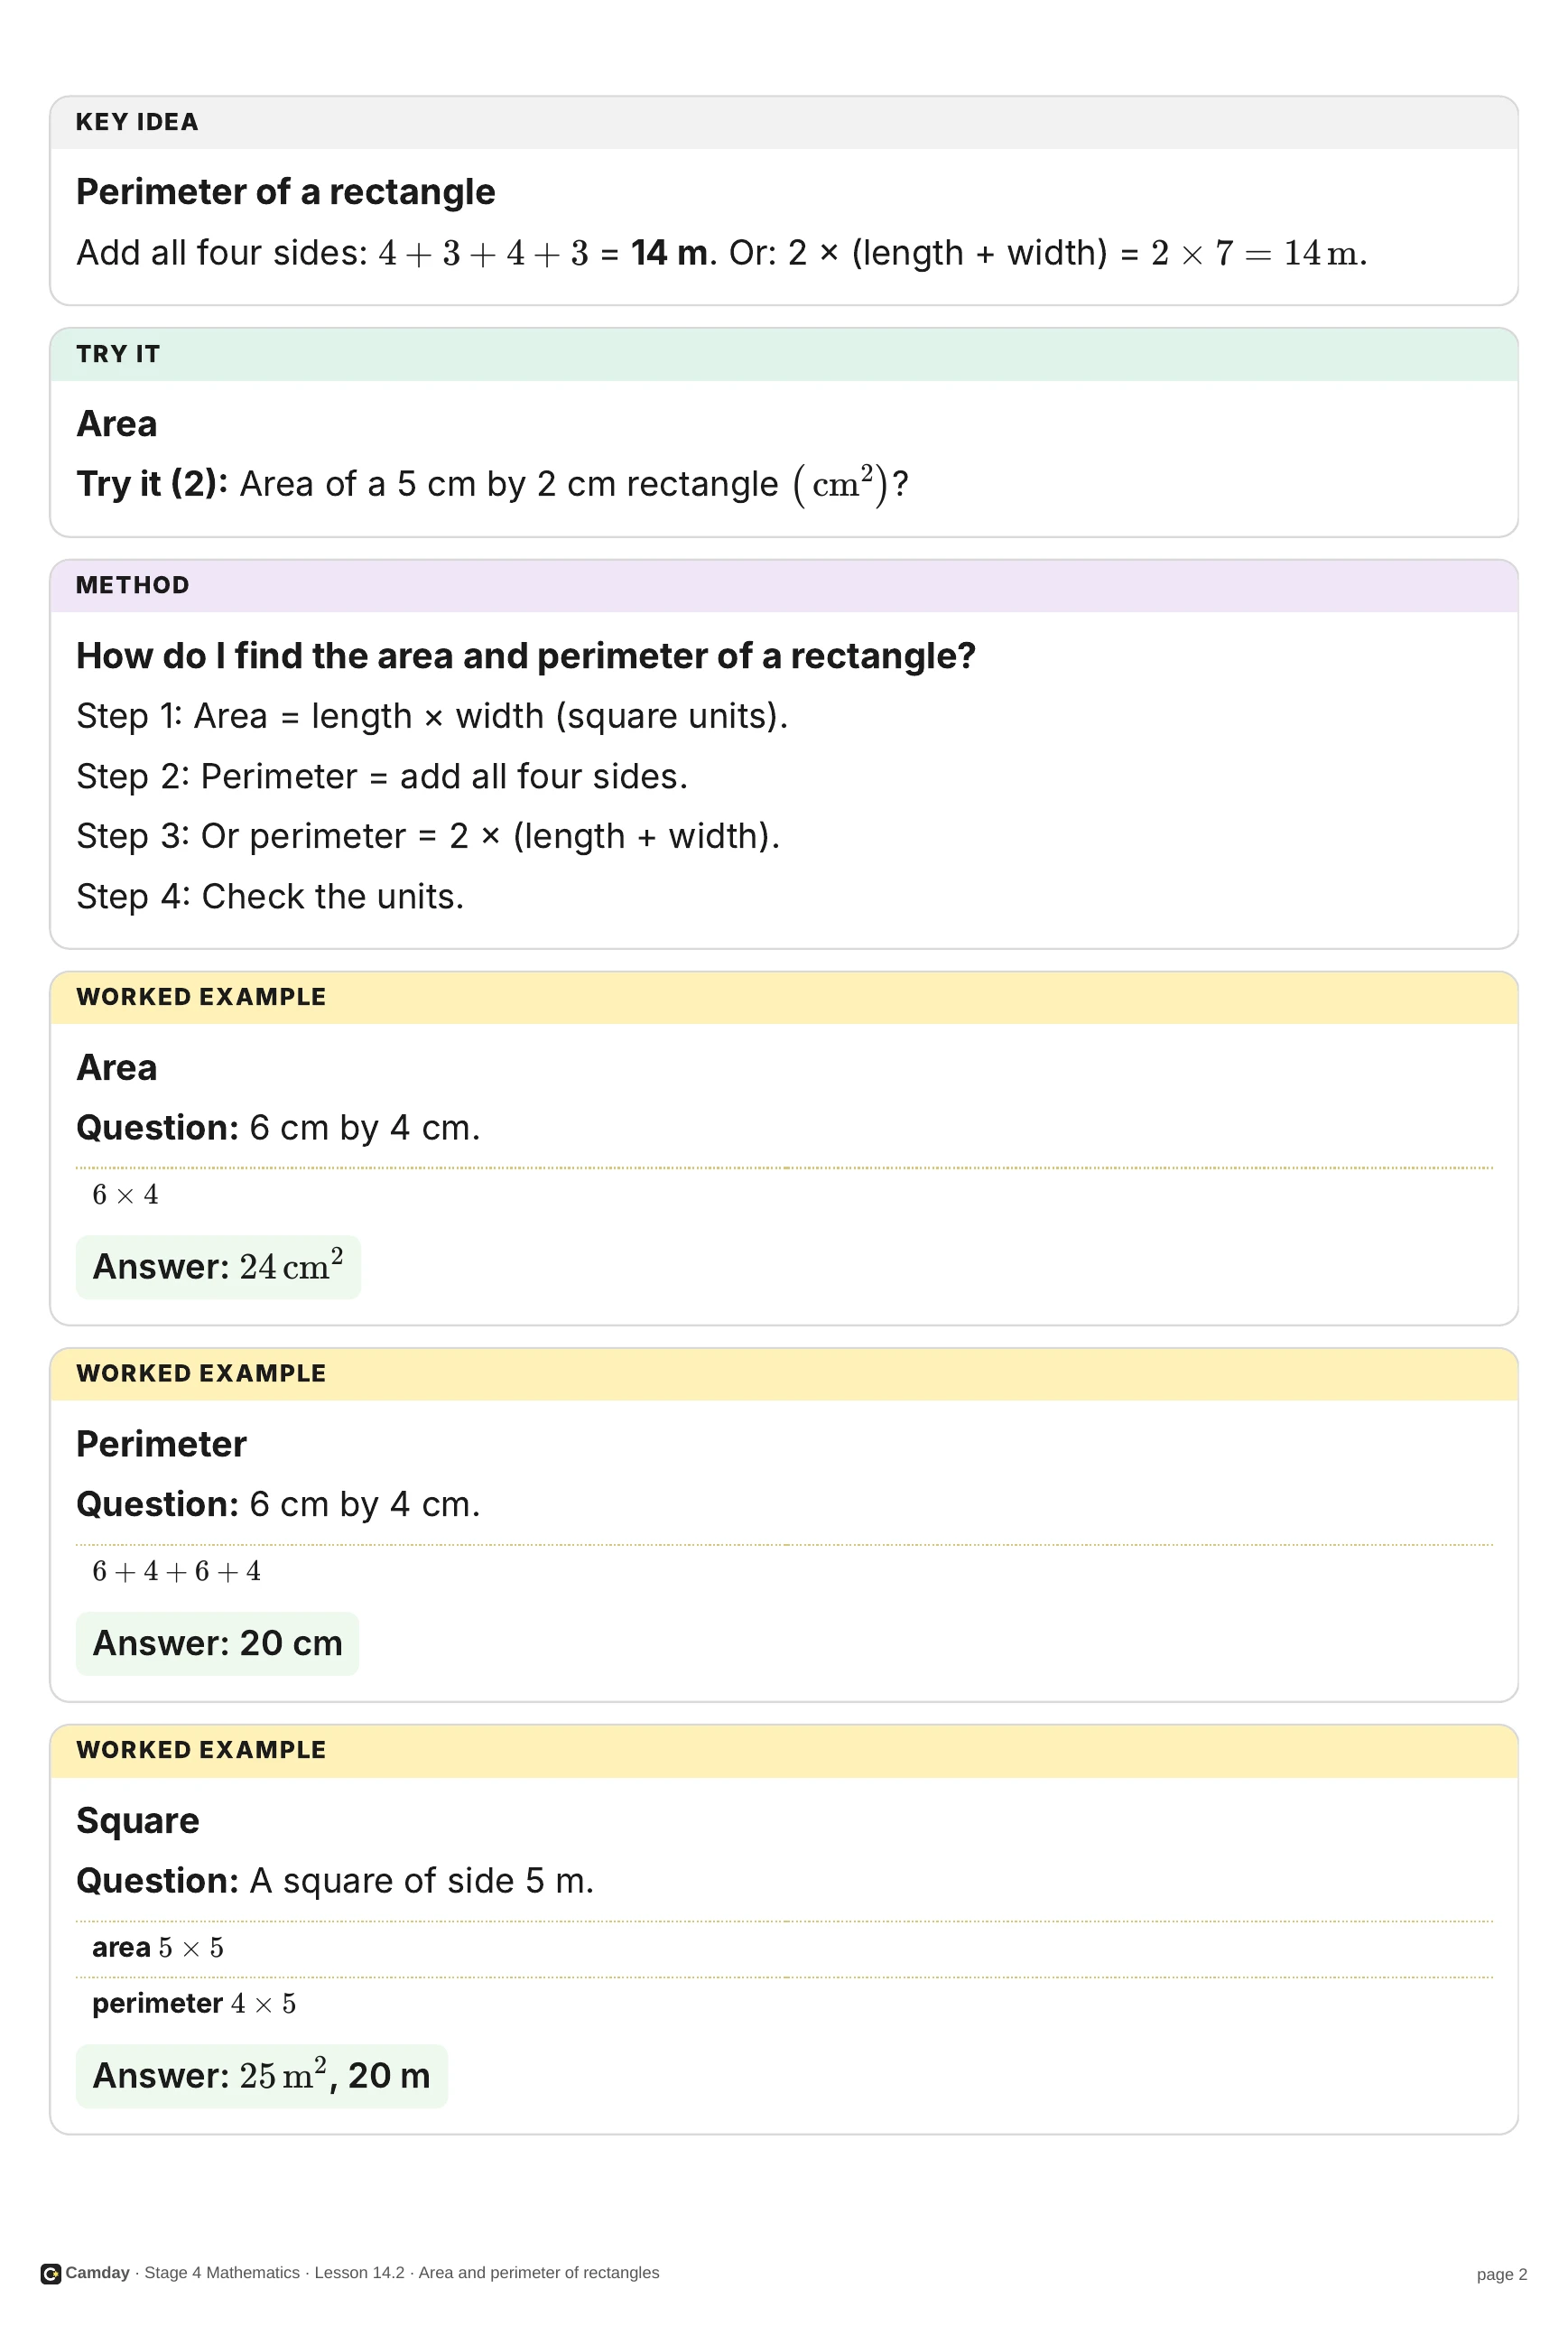 KEY IDEA
Perimeter of a rectangle
Add all four sides: 4 + 3 + 4 + 3 = 14 m. Or: 2 × (length + width) = 2 × 7 = 14 m.
TRY IT
Area
Try it (2): Area of a 5 cm by 2 cm rectangle (cm²)?
METHOD
How do I find the area and perimeter of a rectangle?
Step 1: Area = length × width (square units).
Step 2: Perimeter = add all four sides.
Step 3: Or perimeter = 2 × (length + width).
Step 4: Check the units.
WORKED EXAMPLE
Area
Question: 6 cm by 4 cm.
6 × 4
Answer: 24 cm²
WORKED EXAMPLE
Perimeter
Question: 6 cm by 4 cm.
6 + 4 + 6 + 4
Answer: 20 cm
WORKED EXAMPLE
Square
Question: A square of side 5 m.
area 5 × 5
perimeter 4 × 5
Answer: 25 m², 20 m
Camday · Stage 4 Mathematics · Lesson 14.2 · Area and perimeter of rectangles
page 2